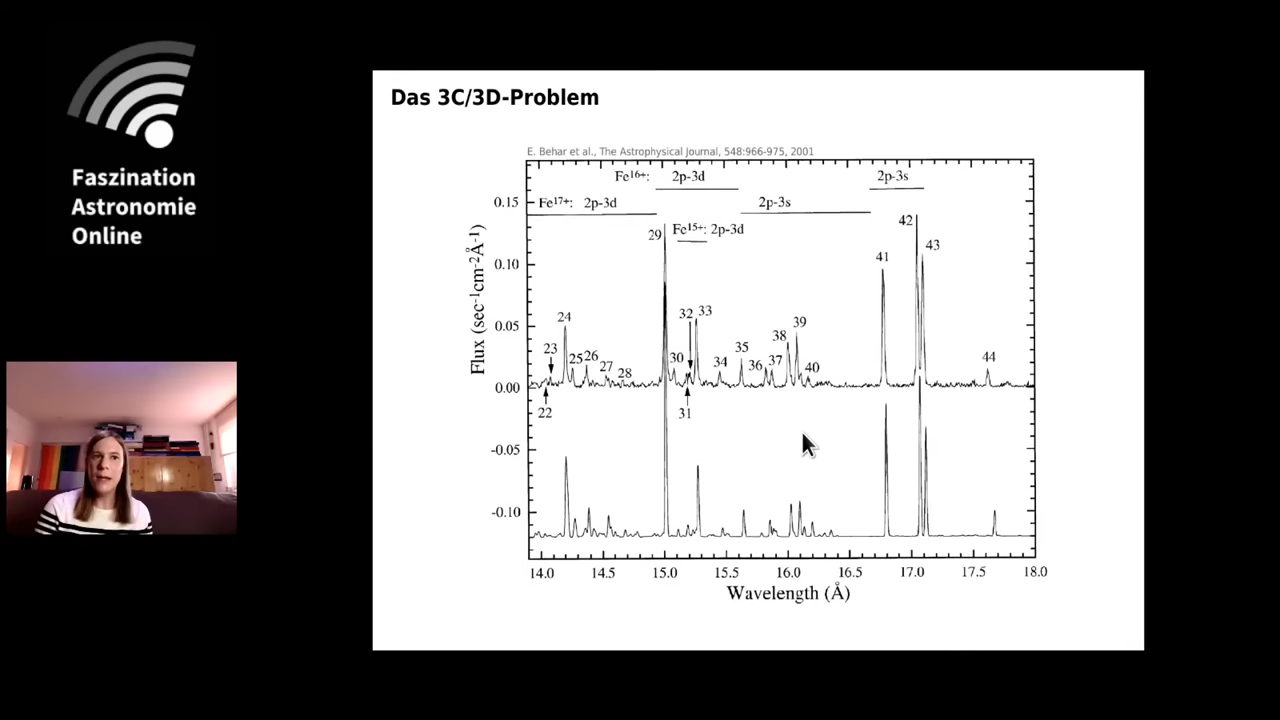 Faszination
Astronomie
Online
Das 3C/3D-Problem
E. Behar et al., The Astrophysical Journal, 548:966-975, 2001
Fe16+: 2p-3d
2p-3s
Fe17+: 2p-3d
2p-3s
Fe15+: 2p-3d
Flux (sec-1cm-2Å-1)
0.15
0.10
0.05
0.00
-0.05
-0.10
22
23
24
25
26
27
28
29
30
31
32
33
34
35
36
37
38
39
40
41
42
43
44
14.0 14.5 15.0 15.5 16.0 16.5 17.0 17.5 18.0
Wavelength (Å)